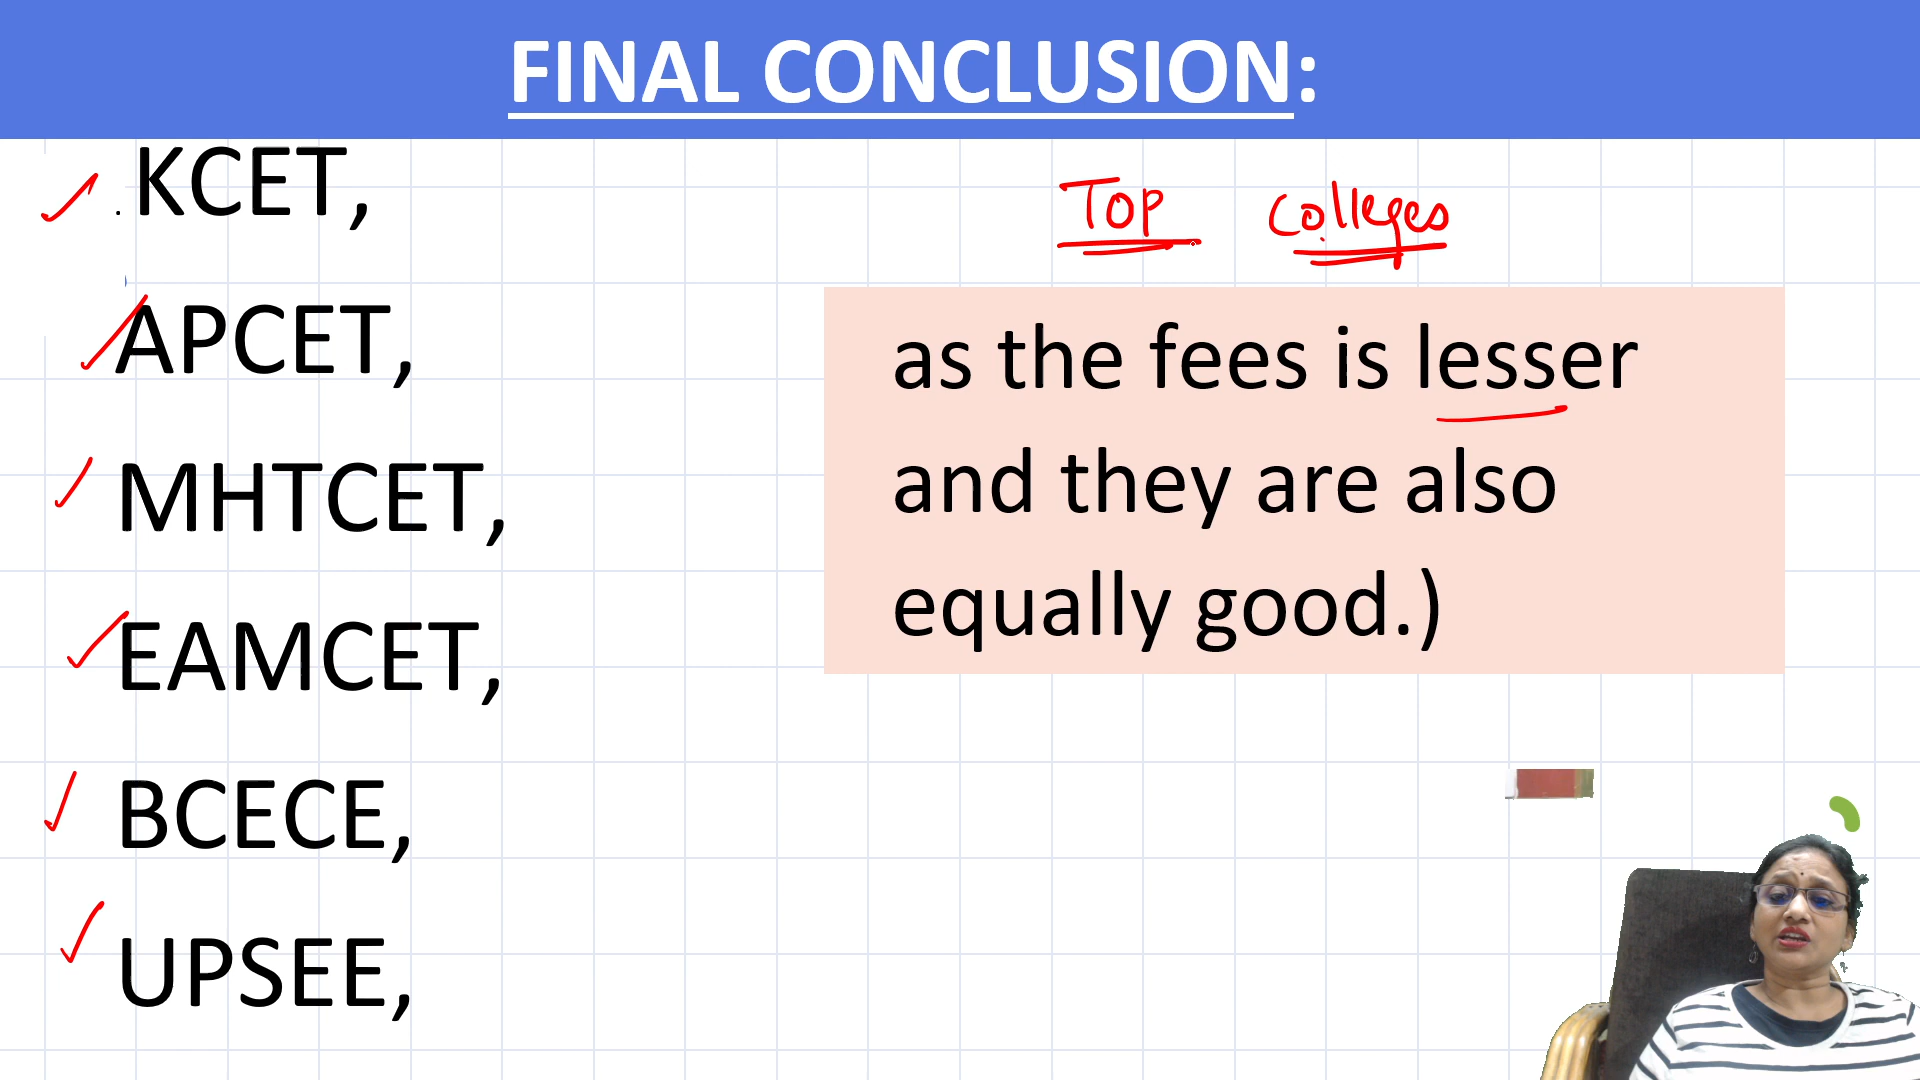 FINAL CONCLUSION:
. KCET,
APCET,
MHTCET,
EAMCET,
BCECE,
UPSEE,
Top Colleges
as the fees is lesser
and they are also
equally good.)